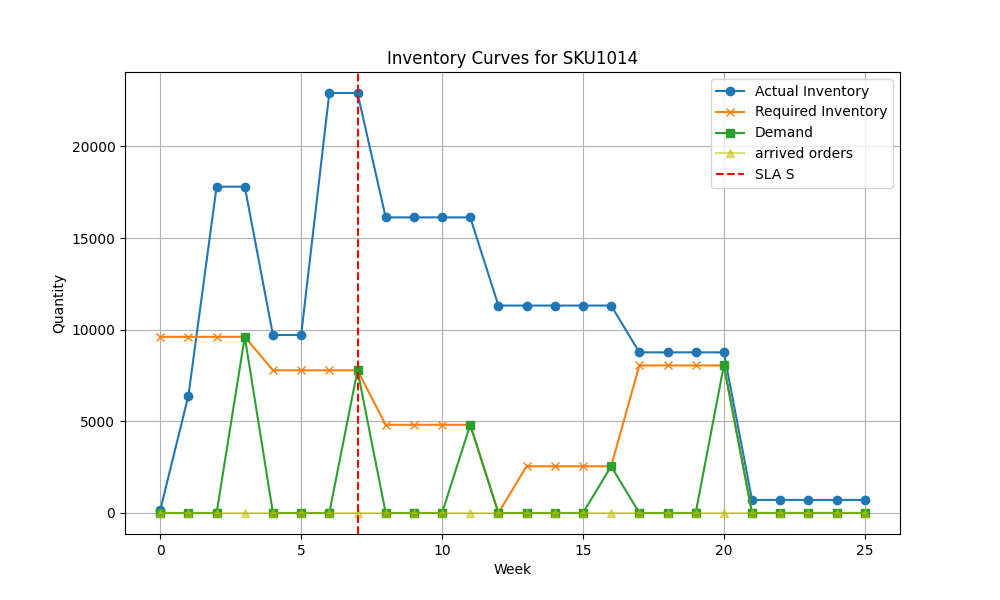 Inventory Curves for SKU1014
Actual Inventory
Required Inventory
Demand
arrived orders
SLA S
Quantity
20000
15000
10000
5000
0
0 5 10 15 20 25
Week